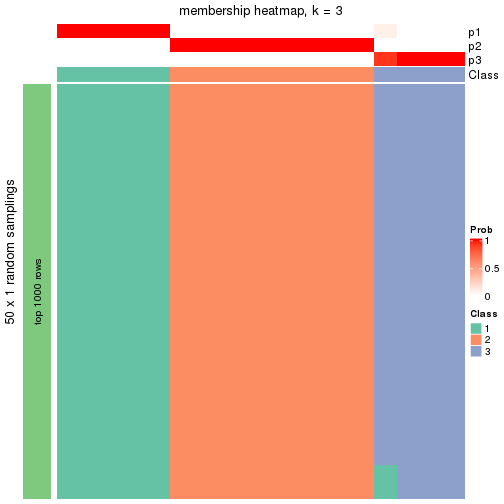 membership heatmap, k = 3
p1
p2
p3
Class
50 x 1 random samplings
top 1000 rows
Prob
1
0.5
0
Class
1
2
3